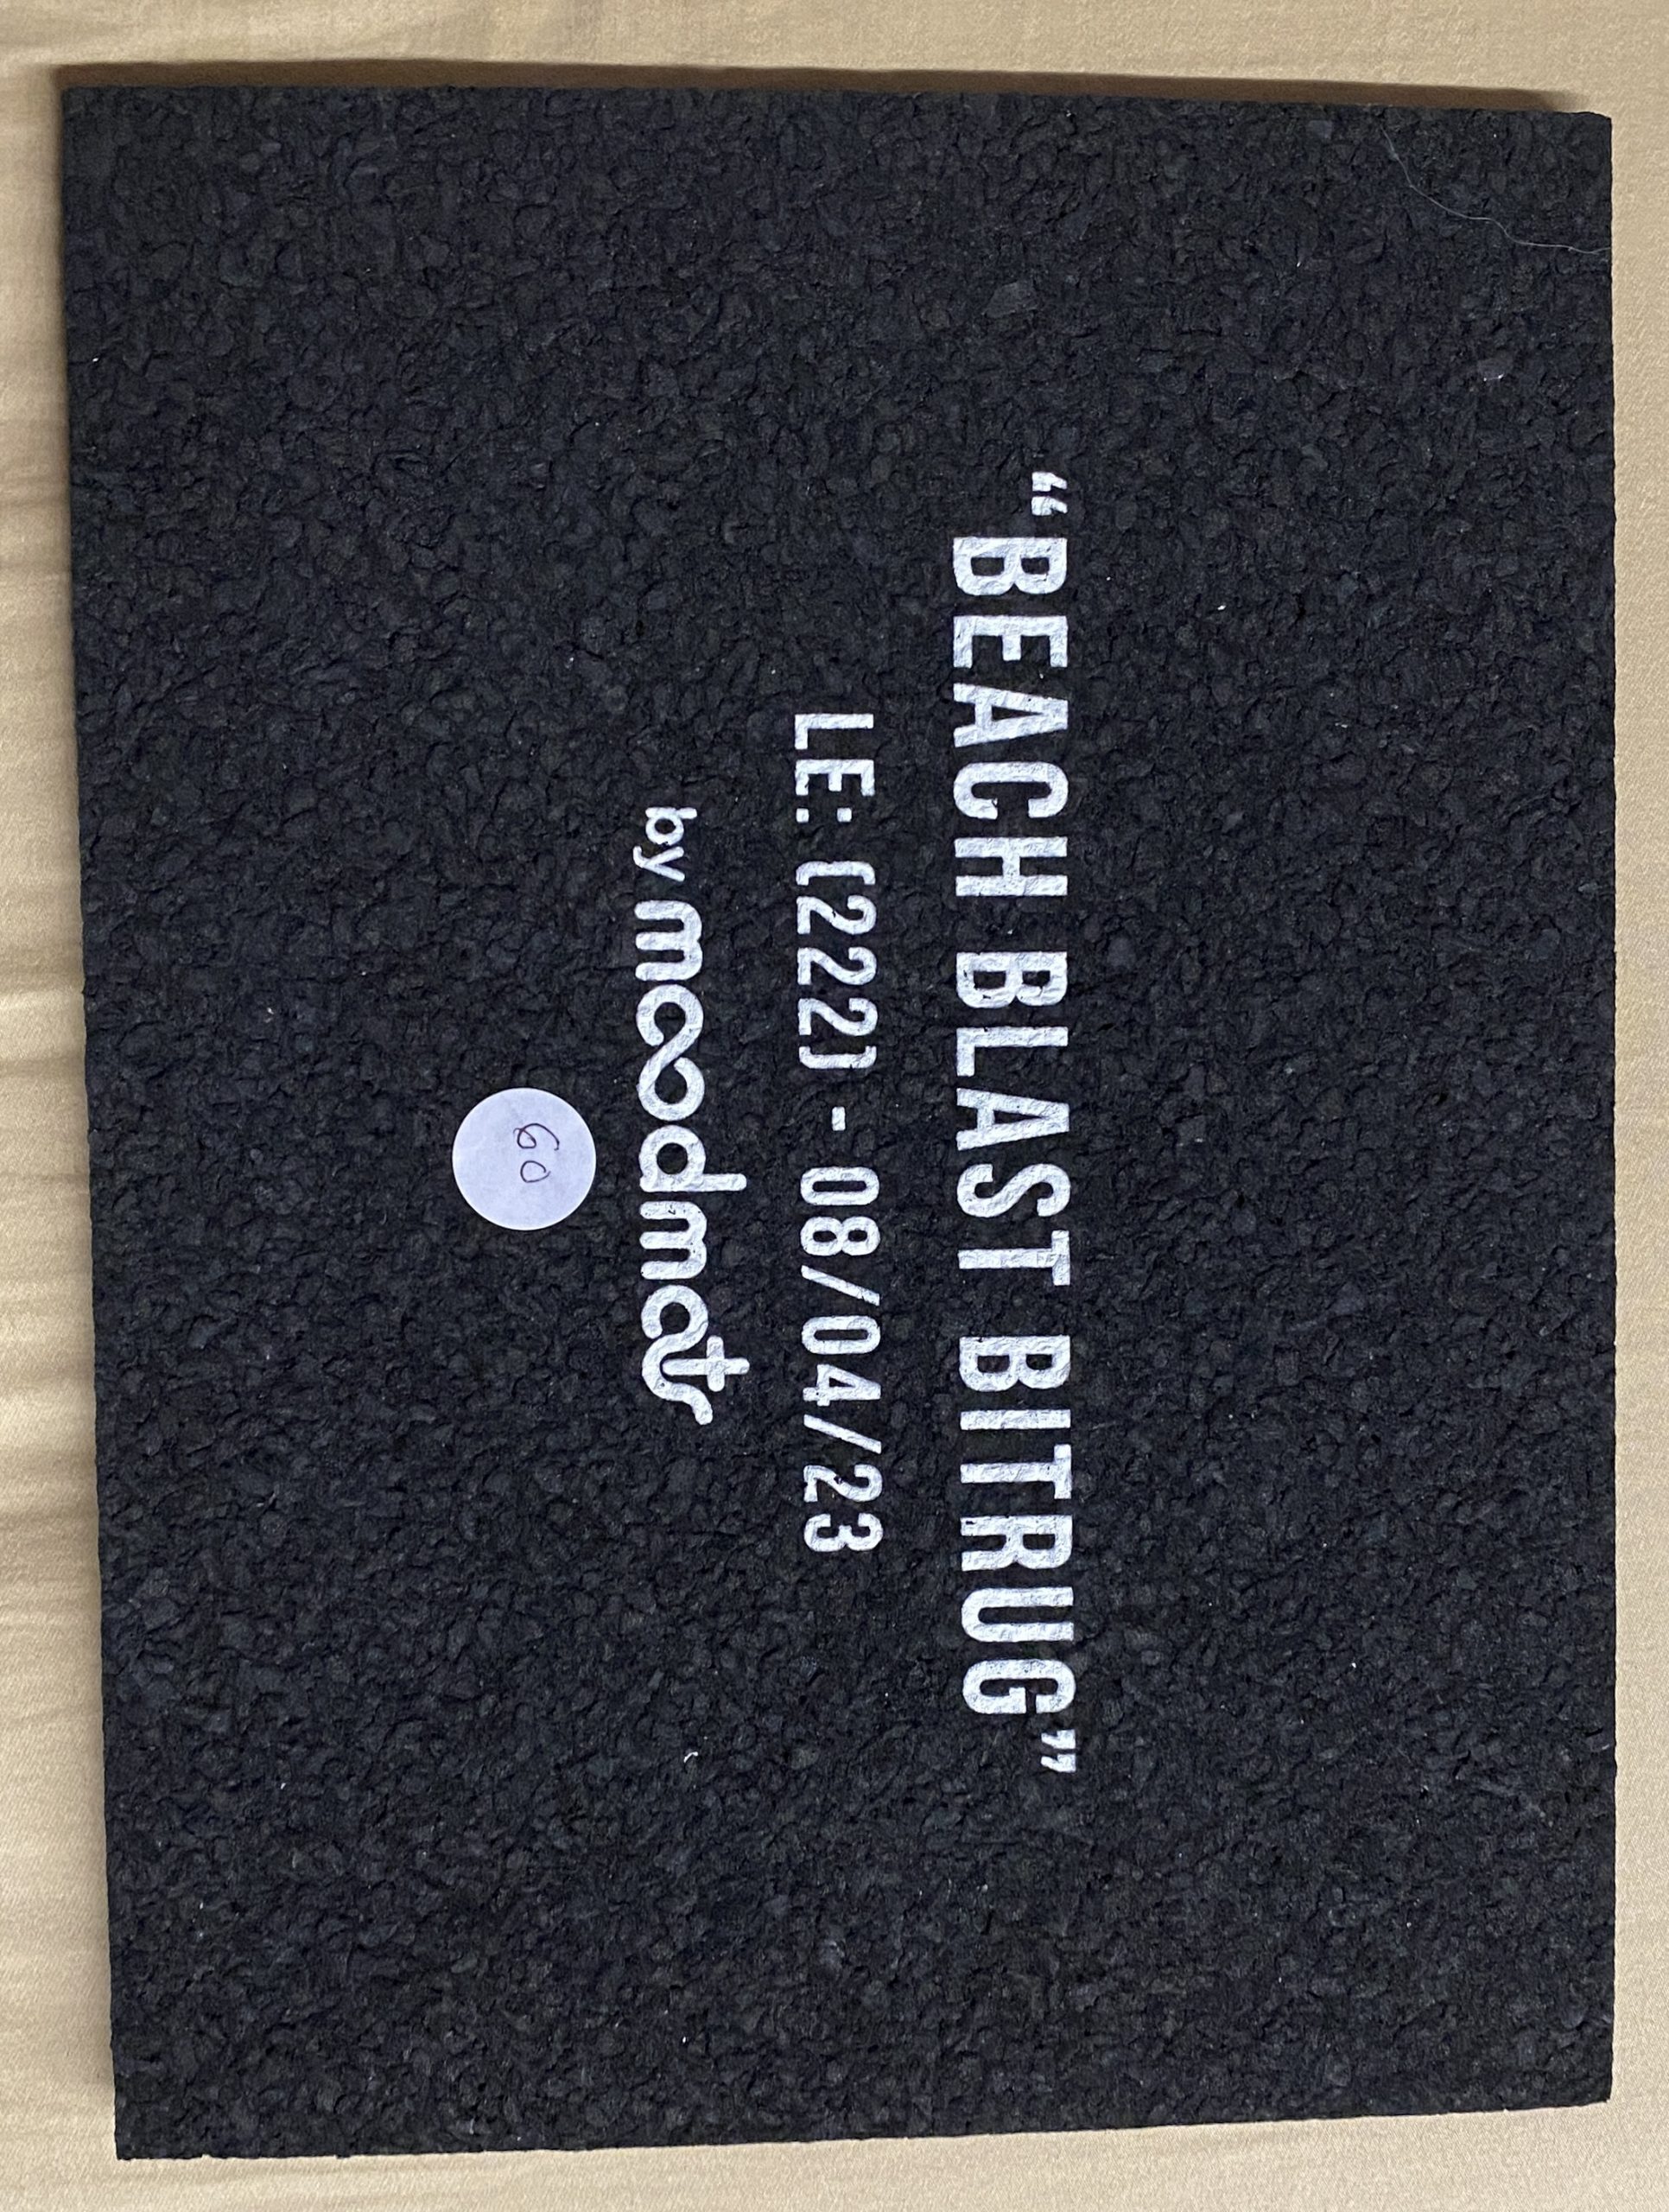 “BEACH BLAST BITRUG”
LE: (222) - 08/04/23
by moodmat
60